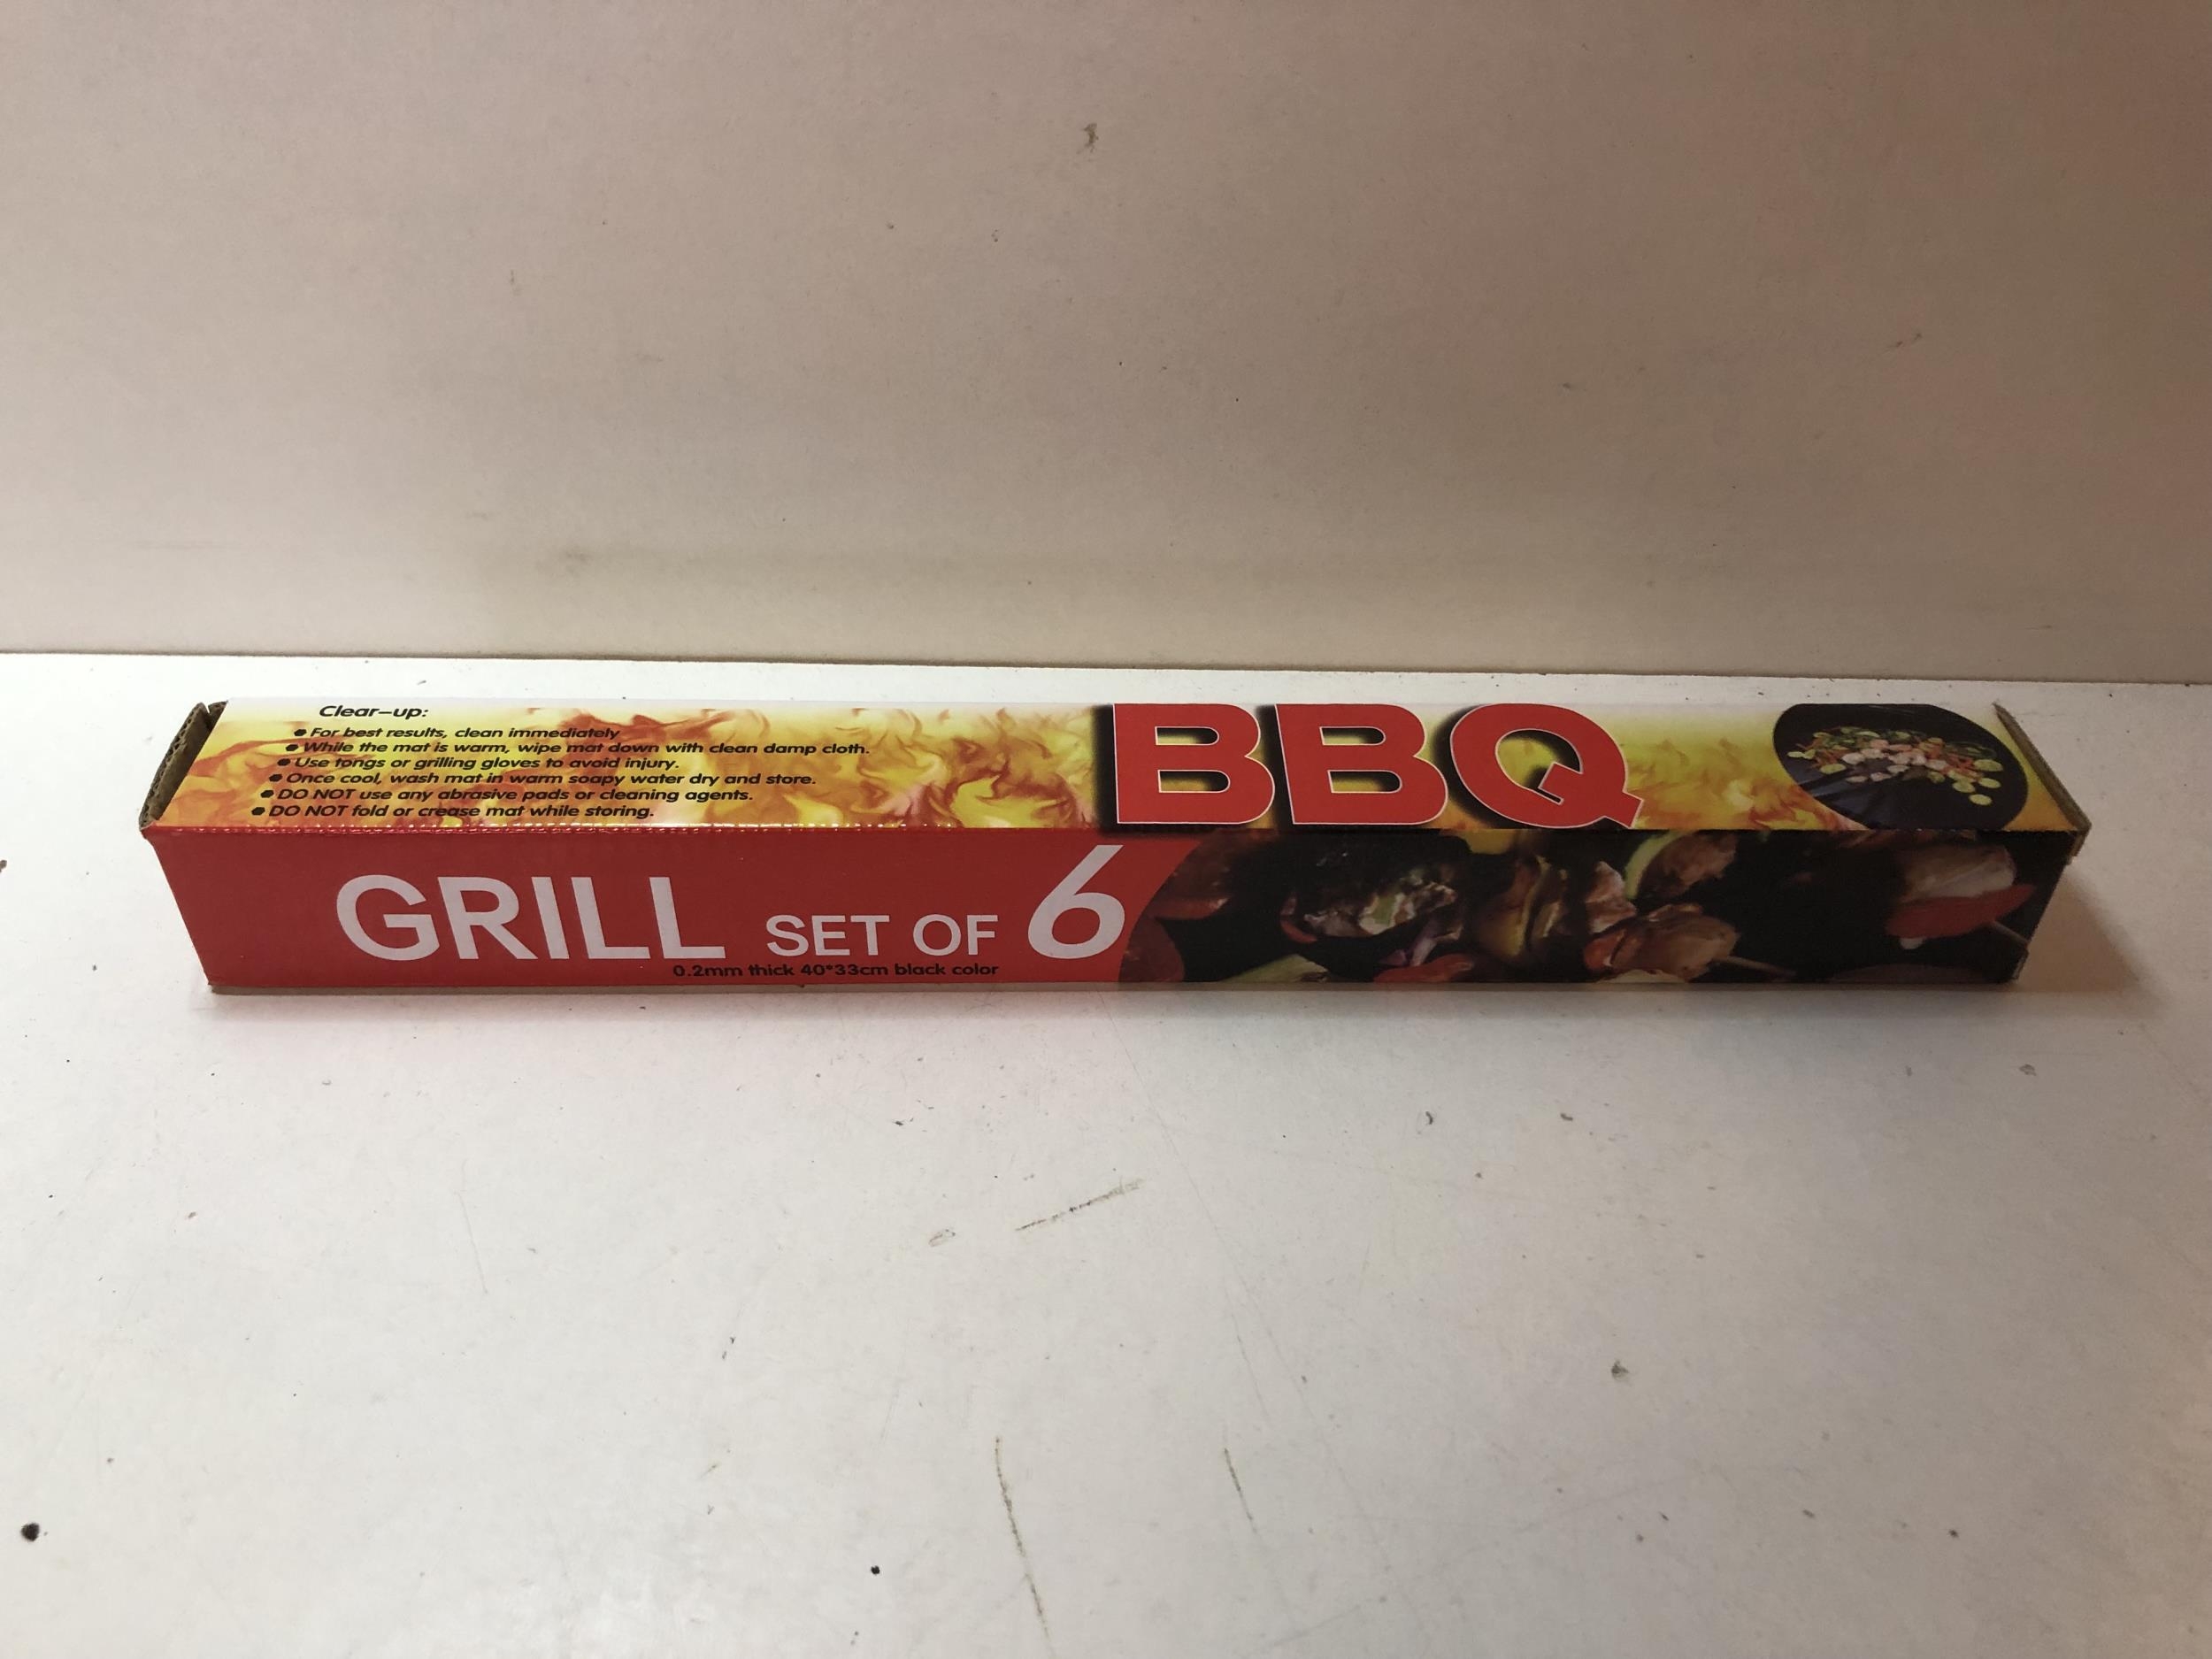 Clear-up:
● For best results, clean immediately
● While the mat is warm, wipe mat down with clean damp cloth.
● Use tongs or grilling gloves to avoid injury.
● Once cool, wash mat in warm soapy water dry and store.
● DO NOT use any abrasive pads or cleaning agents.
● DO NOT fold or crease mat while storing.
BBQ
GRILL SET OF 6
0.2mm thick 40*33cm black color